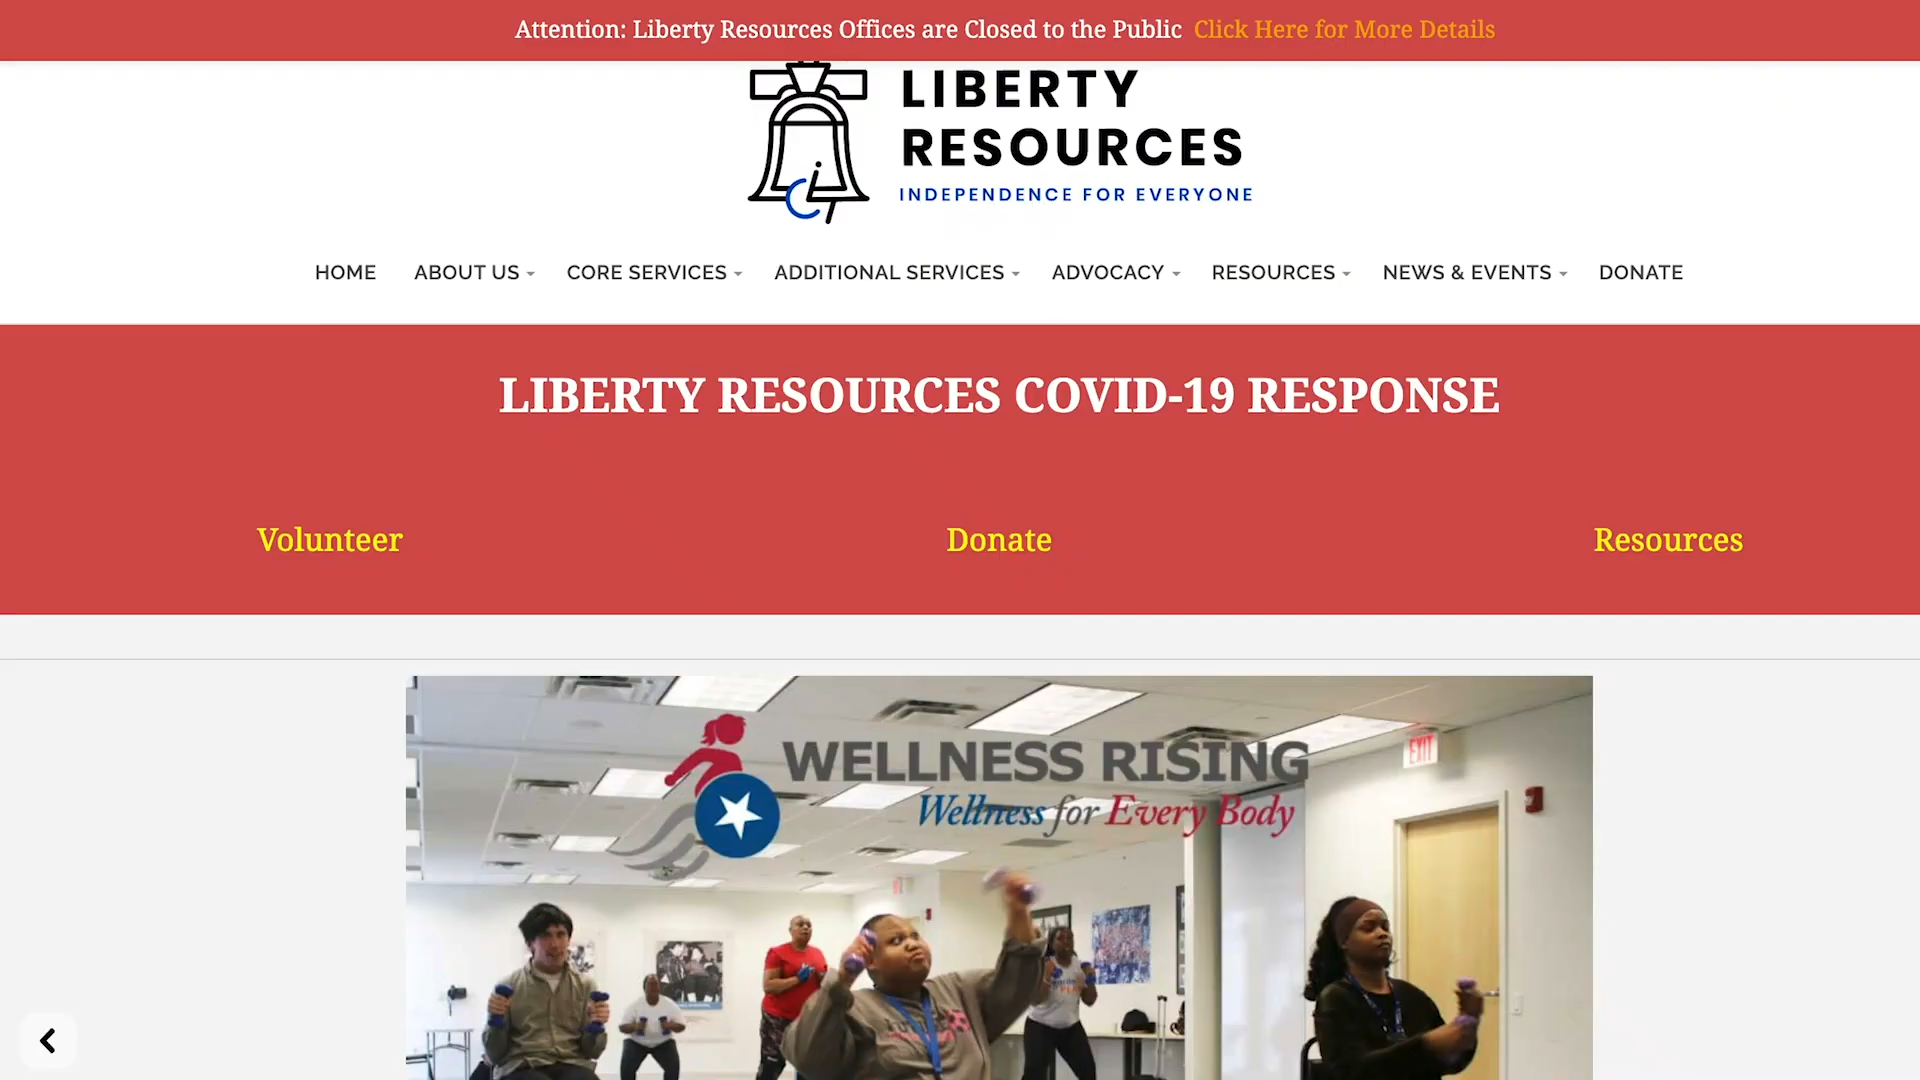 Attention: Liberty Resources Offices are Closed to the Public Click Here for More Details
LIBERTY
RESOURCES
INDEPENDENCE FOR EVERYONE
HOME ABOUT US CORE SERVICES ADDITIONAL SERVICES ADVOCACY RESOURCES NEWS & EVENTS DONATE
LIBERTY RESOURCES COVID-19 RESPONSE
Volunteer Donate Resources
WELLNESS RISING
Wellness for Every Body
EXIT